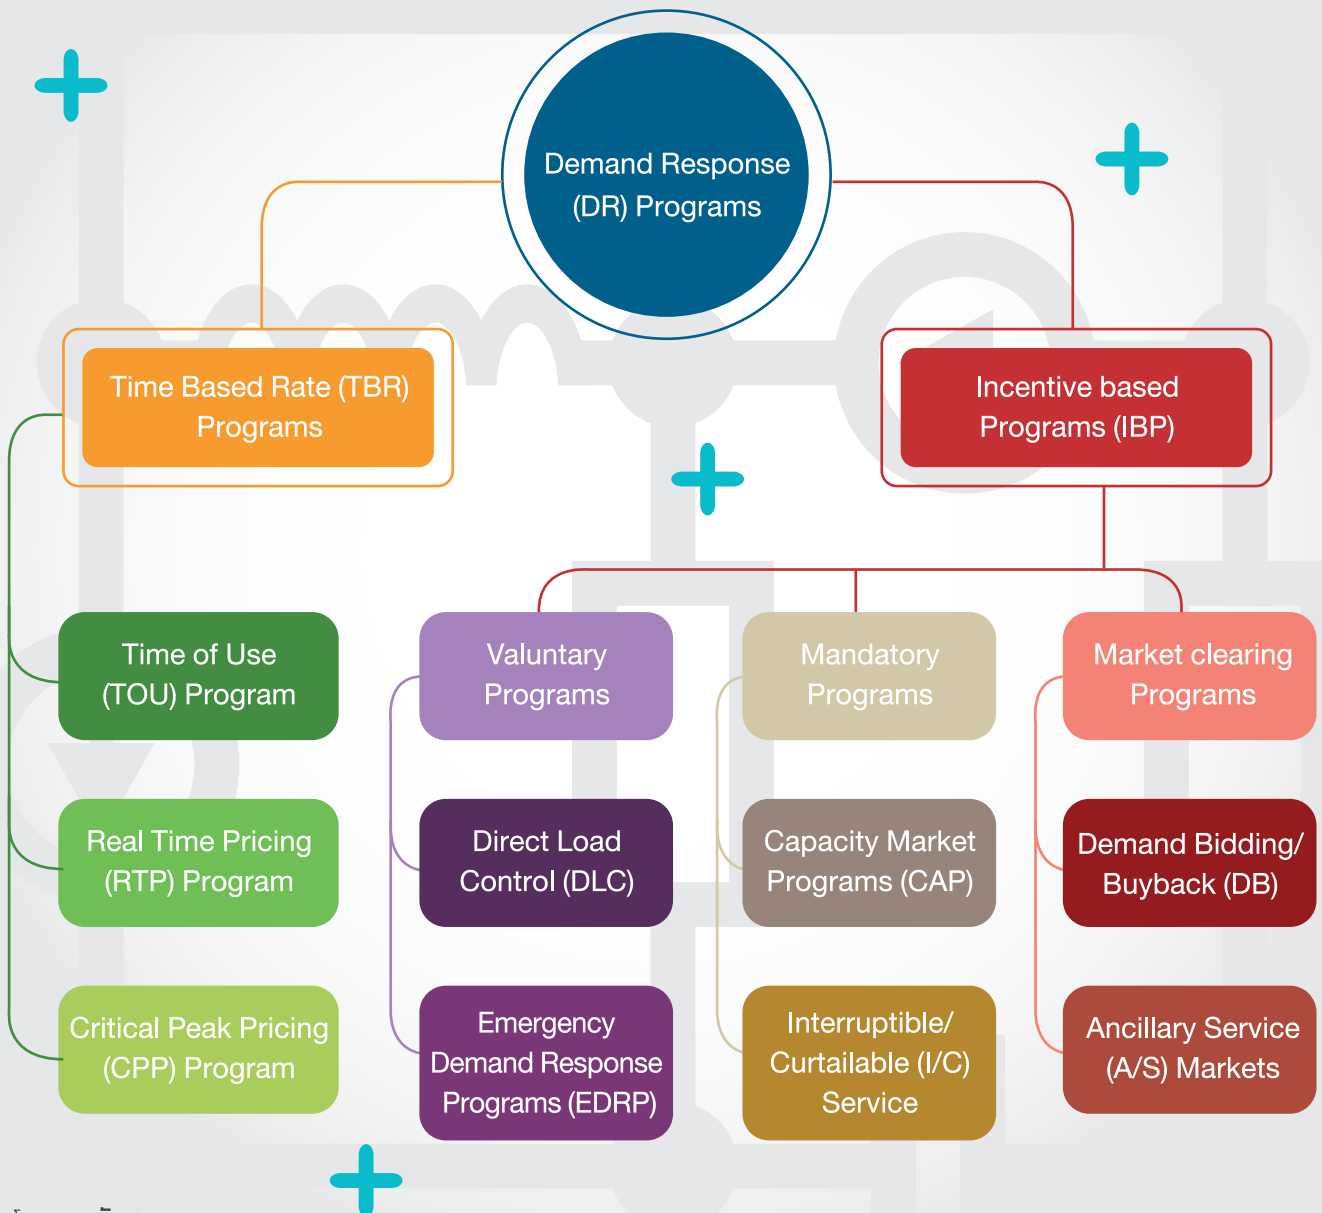 Demand Response
(DR) Programs
Time Based Rate (TBR)
Programs
Incentive based
Programs (IBP)
Time of Use
(TOU) Program
Valuntary
Programs
Mandatory
Programs
Market clearing
Programs
Real Time Pricing
(RTP) Program
Direct Load
Control (DLC)
Capacity Market
Programs (CAP)
Demand Bidding/
Buyback (DB)
Critical Peak Pricing
(CPP) Program
Emergency
Demand Response
Programs (EDRP)
Interruptible/
Curtailable (I/C)
Service
Ancillary Service
(A/S) Markets